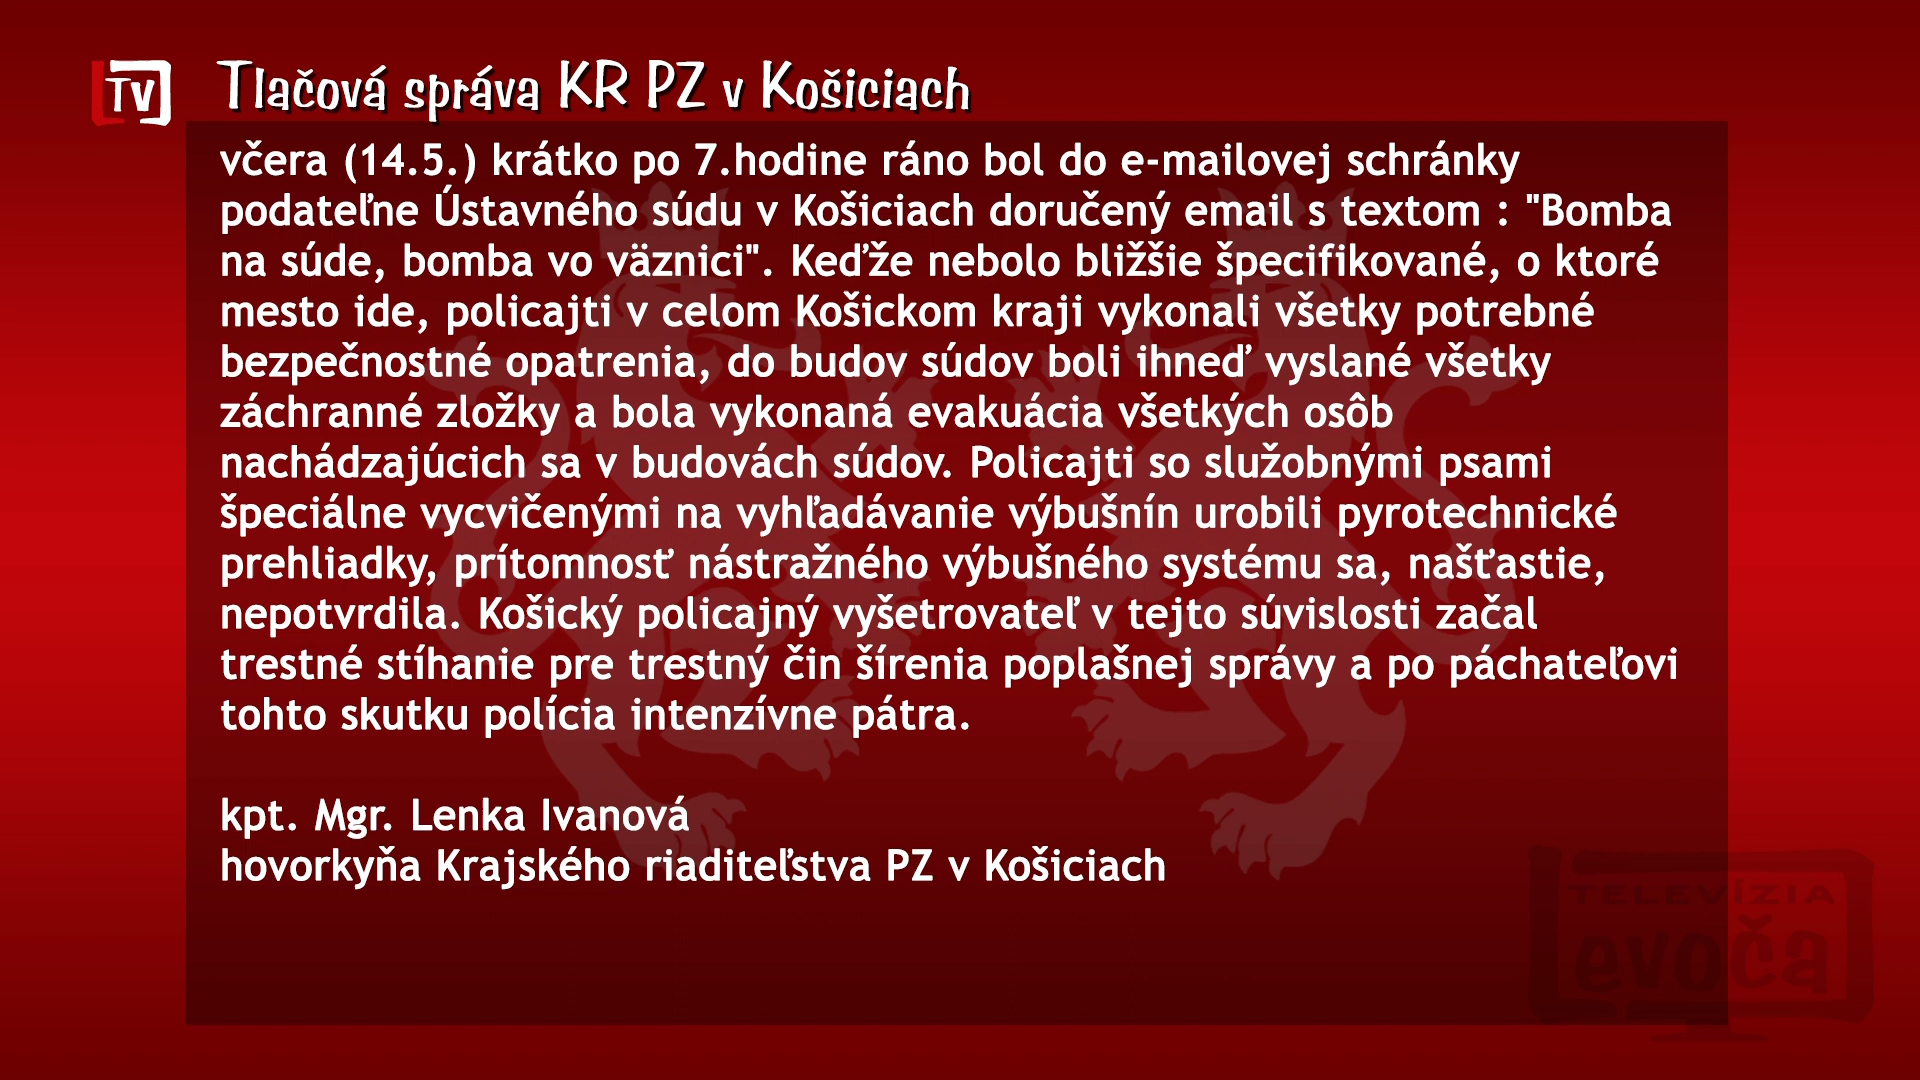 TV
Tlačová správa KR PZ v Košiciach
včera (14.5.) krátko po 7.hodine ráno bol do e-mailovej schránky
podateľne Ústavného súdu v Košiciach doručený email s textom : "Bomba
na súde, bomba vo väznici". Keďže nebolo bližšie špecifikované, o ktoré
mesto ide, policajti v celom Košickom kraji vykonali všetky potrebné
bezpečnostné opatrenia, do budov súdov boli ihneď vyslané všetky
záchranné zložky a bola vykonaná evakuácia všetkých osôb
nachádzajúcich sa v budovách súdov. Policajti so služobnými psami
špeciálne vycvičenými na vyhľadávanie výbušnín urobili pyrotechnické
prehliadky, prítomnosť nástražného výbušného systému sa, našťastie,
nepotvrdila. Košický policajný vyšetrovateľ v tejto súvislosti začal
trestné stíhanie pre trestný čin šírenia poplašnej správy a po páchateľovi
tohto skutku polícia intenzívne pátra.
kpt. Mgr. Lenka Ivanová
hovorkyňa Krajského riaditeľstva PZ v Košiciach
TELEVÍZIA
evoča